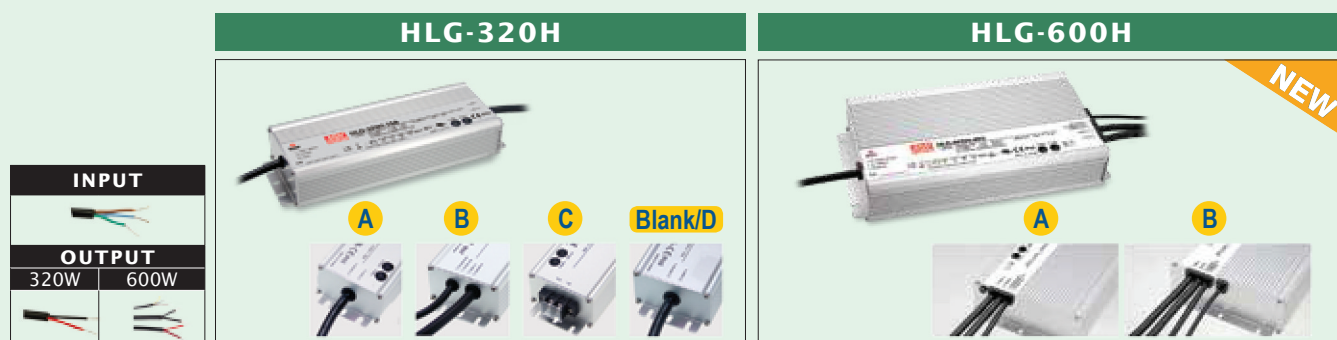 HLG-320H
HLG-600H
NEW
INPUT
OUTPUT
320W 600W
A B C Blank/D
A B